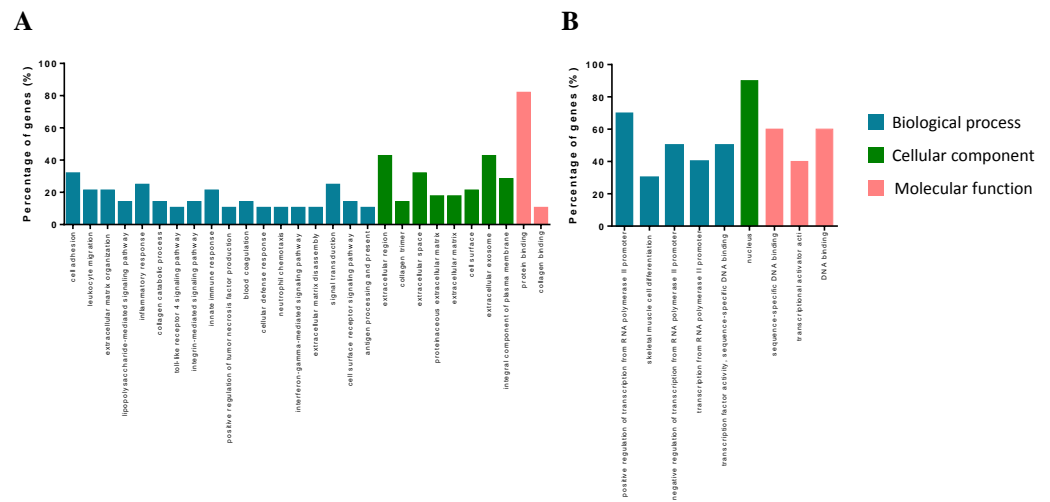 A
Percentage of genes (%)
100
80
60
40
20
0
cell adhesion
leukocyte migration
extracellular matrix organization
lipopolysaccharide-mediated signaling pathway
inflammatory response
collagen catabolic process
toll-like receptor 4 signaling pathway
integrin-mediated signaling pathway
innate immune response
positive regulation of tumor necrosis factor production
blood coagulation
cellular defense response
neutrophil chemotaxis
interferon-gamma-mediated signaling pathway
extracellular matrix disassembly
signal transduction
cell surface receptor signaling pathway
antigen processing and present
extracellular region
collagen trimer
extracellular space
proteinaceous extracellular matrix
extracellular matrix
cell surface
extracellular exosome
integral component of plasma membrane
protein binding
collagen binding
B
Percentage of genes (%)
100
80
60
40
20
0
positive regulation of transcription from RNA polymerase II promoter
skeletal muscle cell differentiation
negative regulation of transcription from RNA polymerase II promoter
transcription from RNA polymerase II promoter
transcription factor activity, sequence-specific DNA binding
nucleus
sequence-specific DNA binding
transcriptional activator acti
DNA binding
Biological process
Cellular component
Molecular function